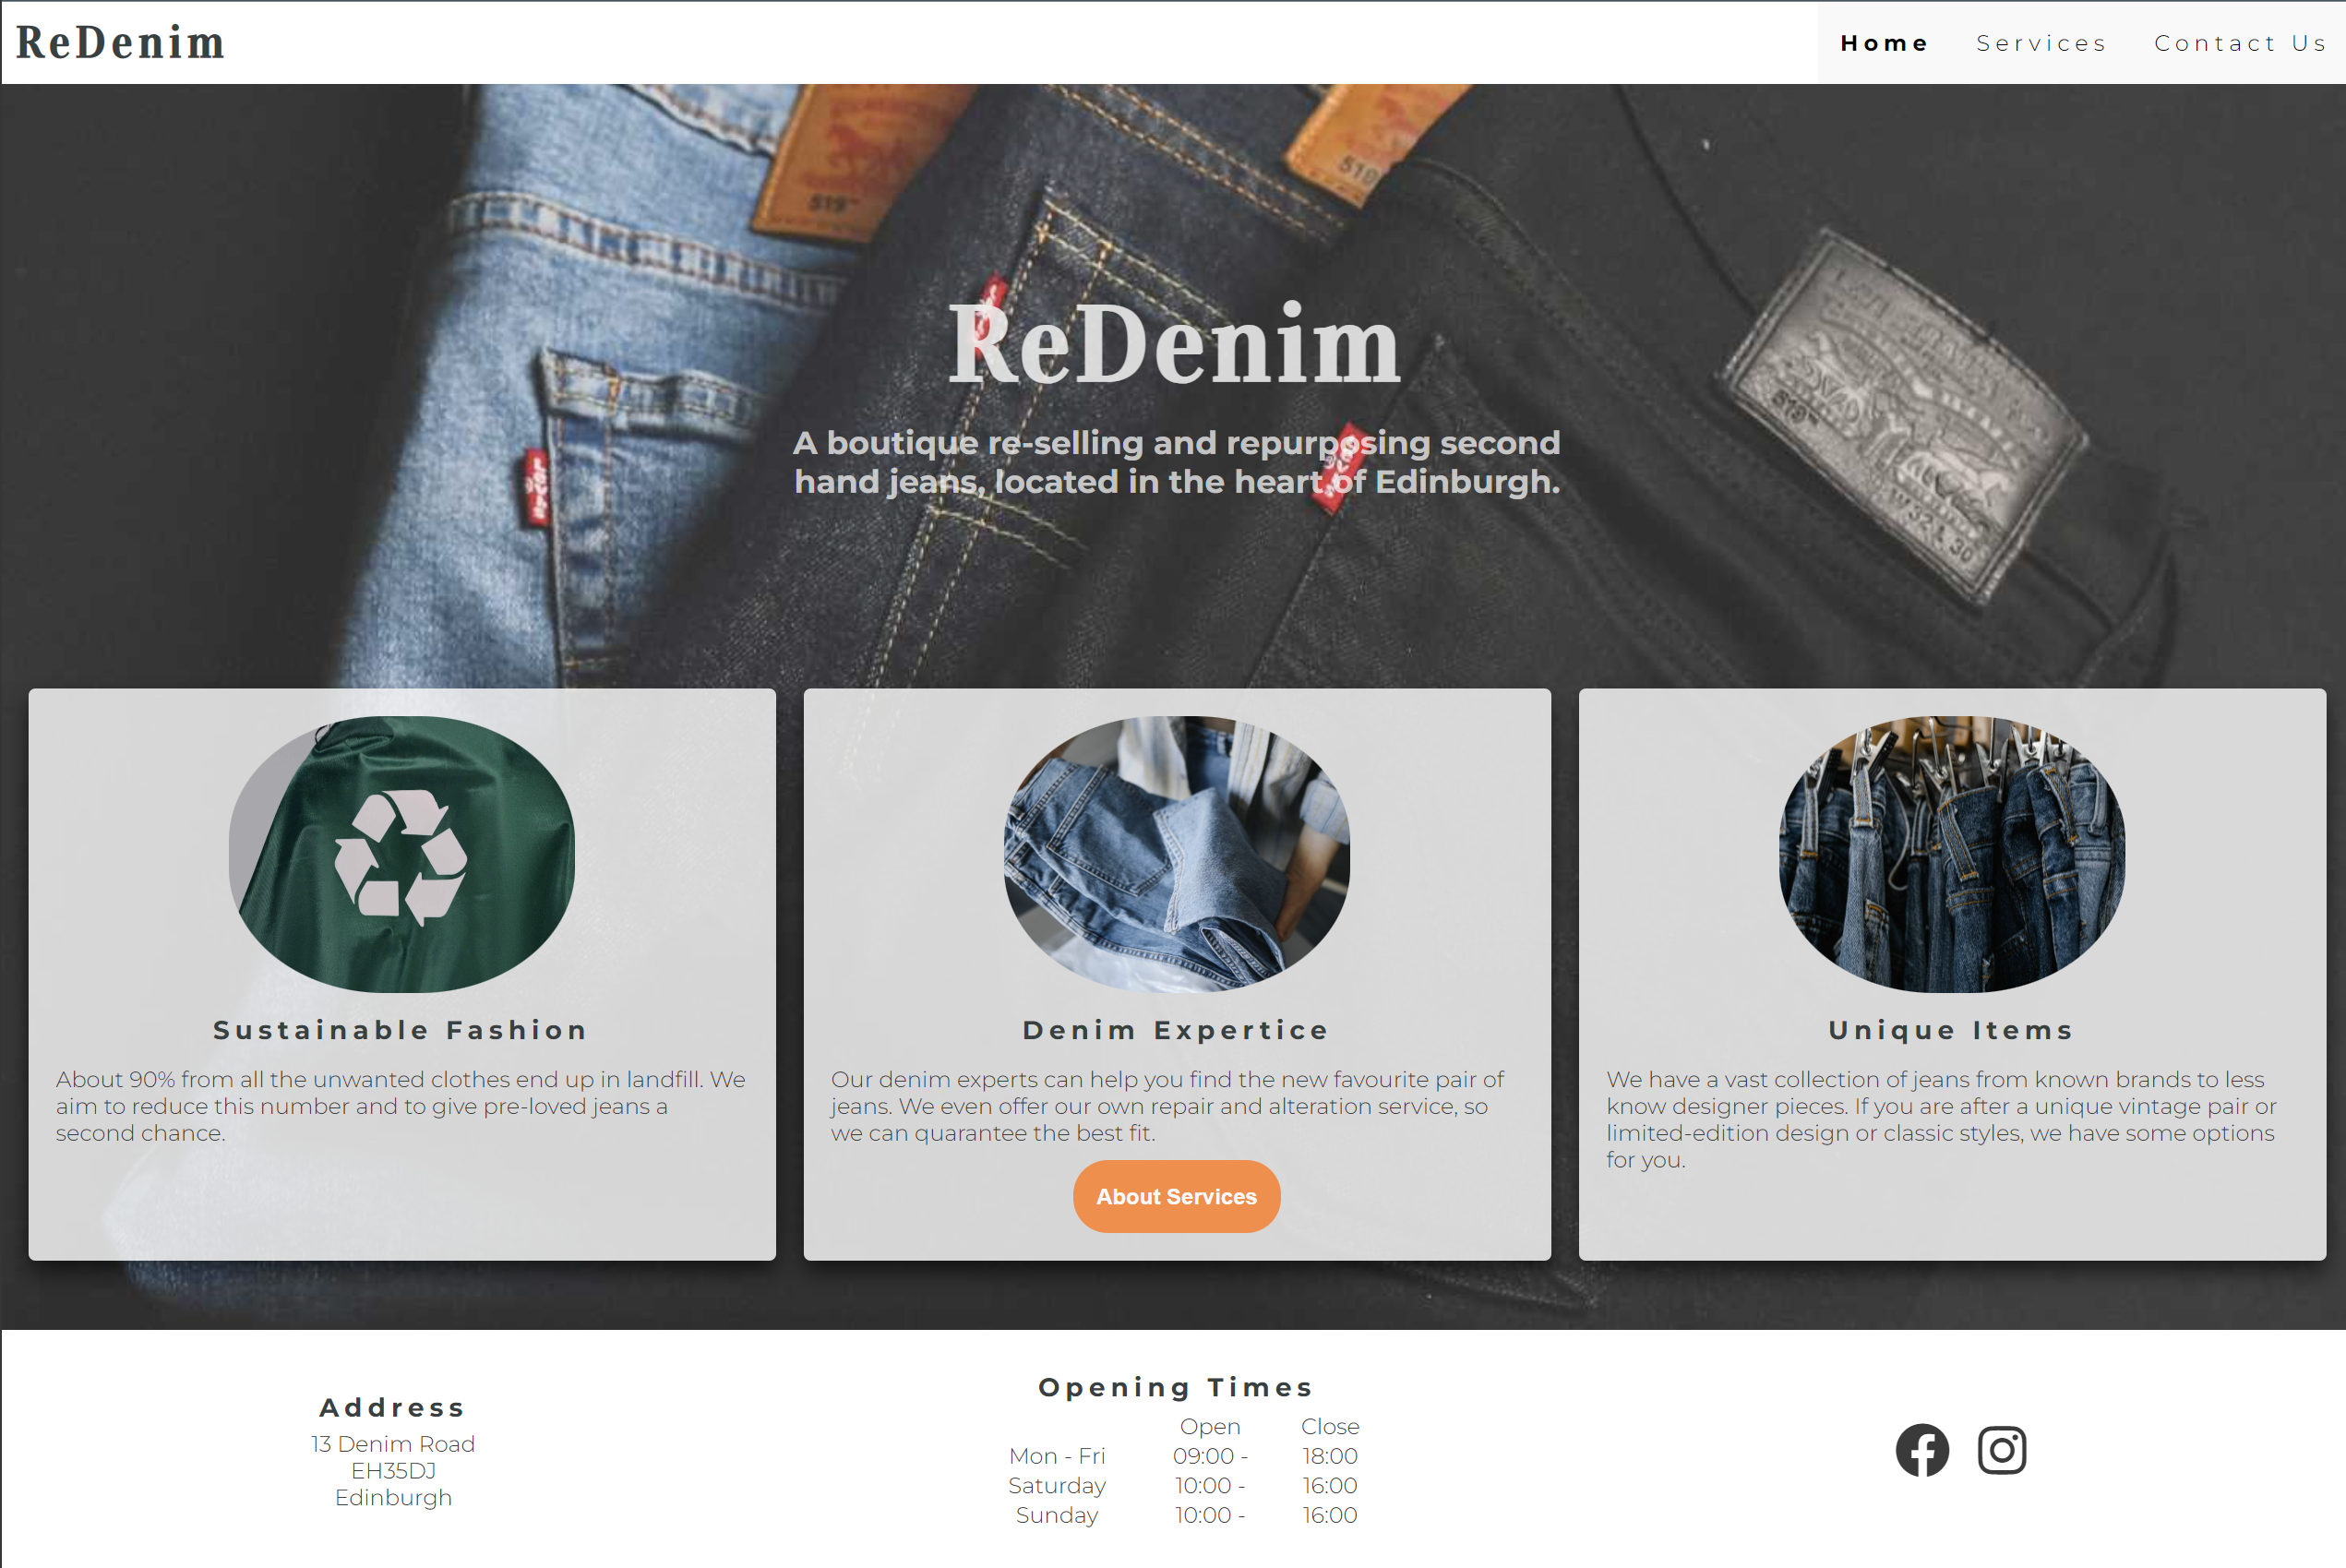 ReDenim
Home Services Contact Us
519™
519
519™
W 32 L 30
ReDenim
A boutique re-selling and repurposing second
hand jeans, located in the heart of Edinburgh.
Sustainable Fashion
About 90% from all the unwanted clothes end up in landfill. We
aim to reduce this number and to give pre-loved jeans a
second chance.
Denim Expertice
Our denim experts can help you find the new favourite pair of
jeans. We even offer our own repair and alteration service, so
we can quarantee the best fit.
About Services
Unique Items
We have a vast collection of jeans from known brands to less
know designer pieces. If you are after a unique vintage pair or
limited-edition design or classic styles, we have some options
for you.
Address
13 Denim Road
EH35DJ
Edinburgh
Opening Times
Open Close
Mon - Fri 09:00 - 18:00
Saturday 10:00 - 16:00
Sunday 10:00 - 16:00